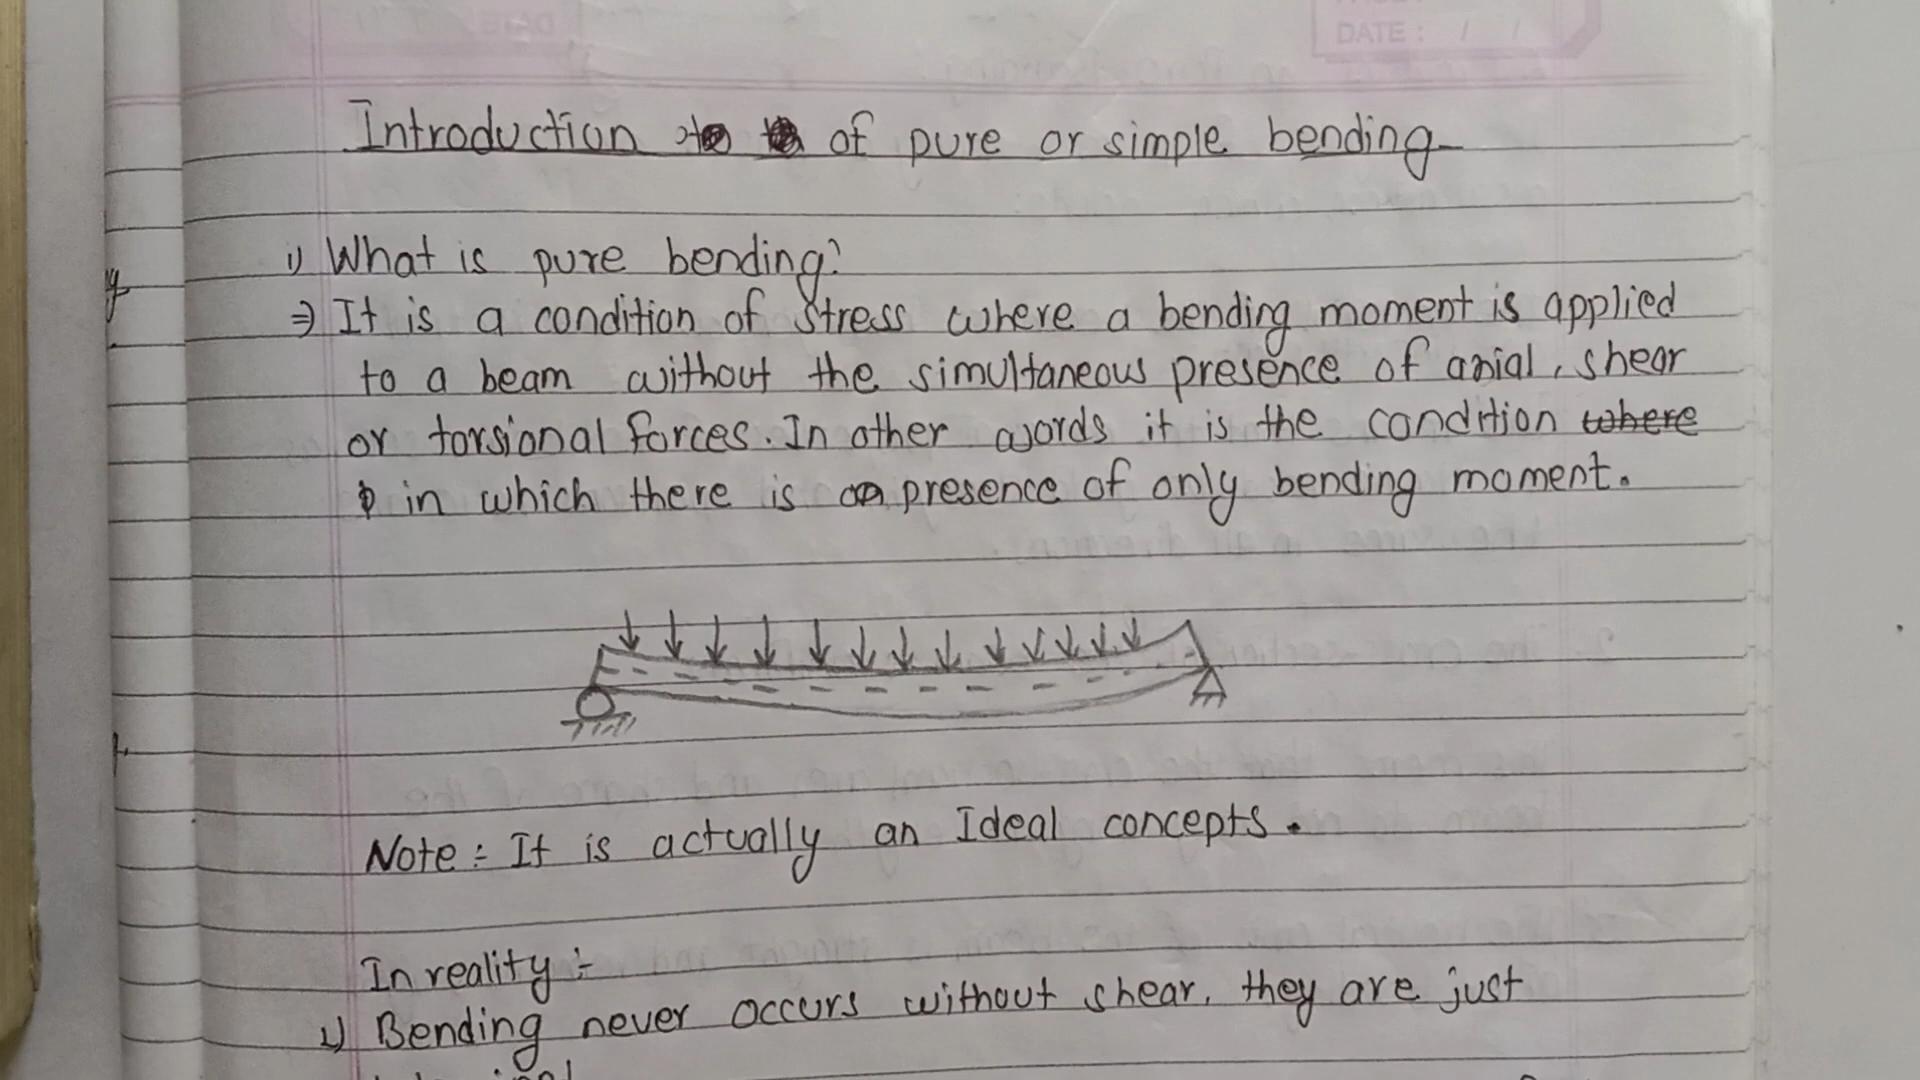 DATE : / /
Introduction of pure or simple bending-
i) What is pure bending?
⇒ It is a condition of stress where a bending moment is applied
to a beam without the simultaneous presence of axial, shear
or torsional forces. In other words it is the condition where
in which there is presence of only bending moment.
Note:- It is actually an Ideal concepts.
In reality :-
1) Bending never occurs without shear, they are just